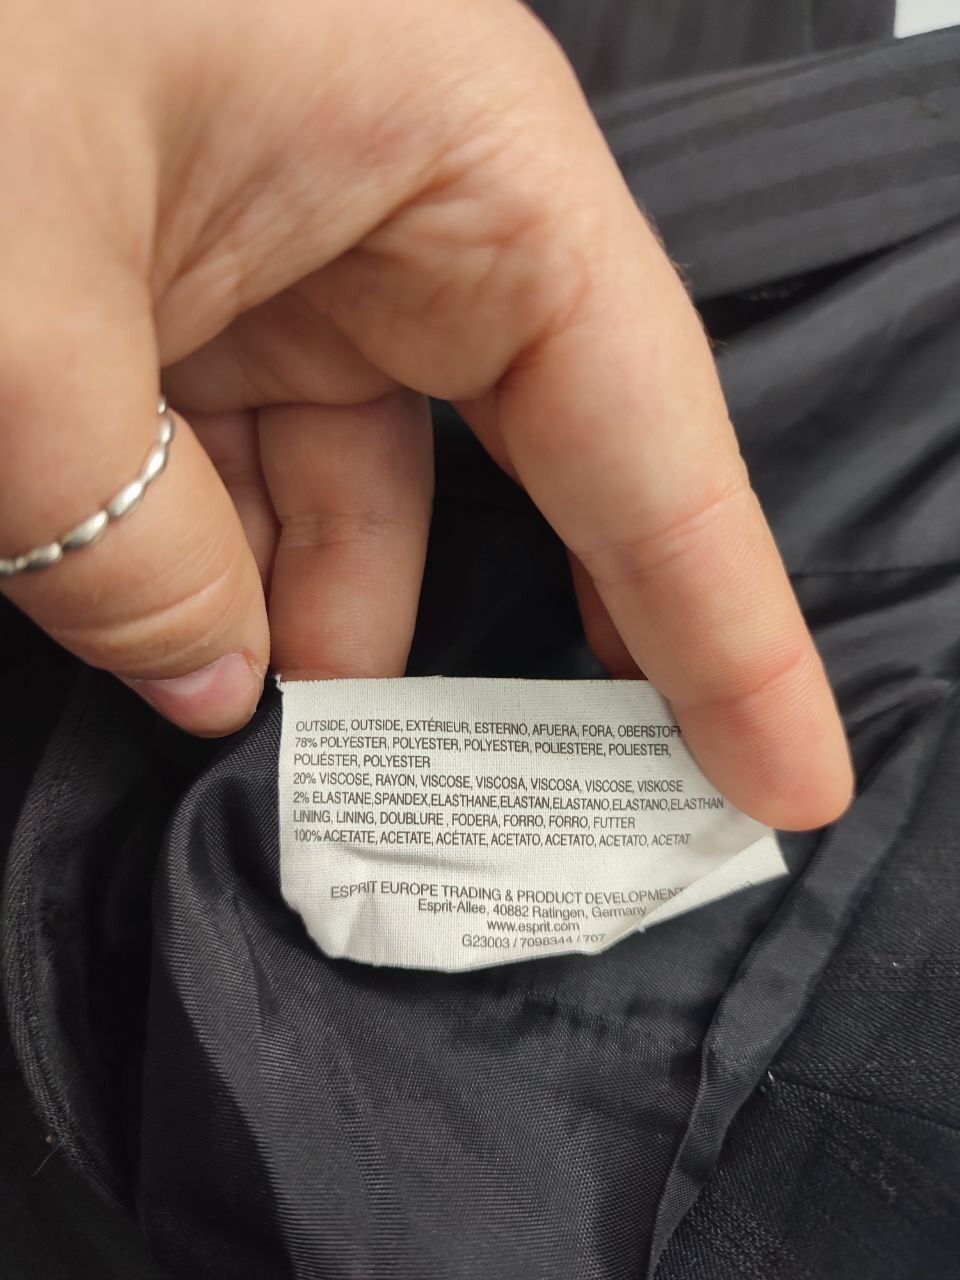 OUTSIDE, OUTSIDE, EXTÉRIEUR, ESTERNO, AFUERA, FORA, OBERSTOFF
78% POLYESTER, POLYESTER, POLYESTER, POLIESTERE, POLIESTER,
POLIÉSTER, POLYESTER
20% VISCOSE, RAYON, VISCOSE, VISCOSA, VISCOSA, VISCOSE, VISKOSE
2% ELASTANE,SPANDEX,ELASTHANE,ELASTAN,ELASTANO,ELASTANO,ELASTHAN
LINING, LINING, DOUBLURE, FODERA, FORRO, FORRO, FUTTER
100% ACETATE, ACETATE, ACÉTATE, ACETATO, ACETATO, ACETATO, ACETAT
ESPRIT EUROPE TRADING & PRODUCT DEVELOPMENT
Esprit-Allee, 40882 Ratingen, Germany
www.esprit.com
G23003 / 7098344 / 707